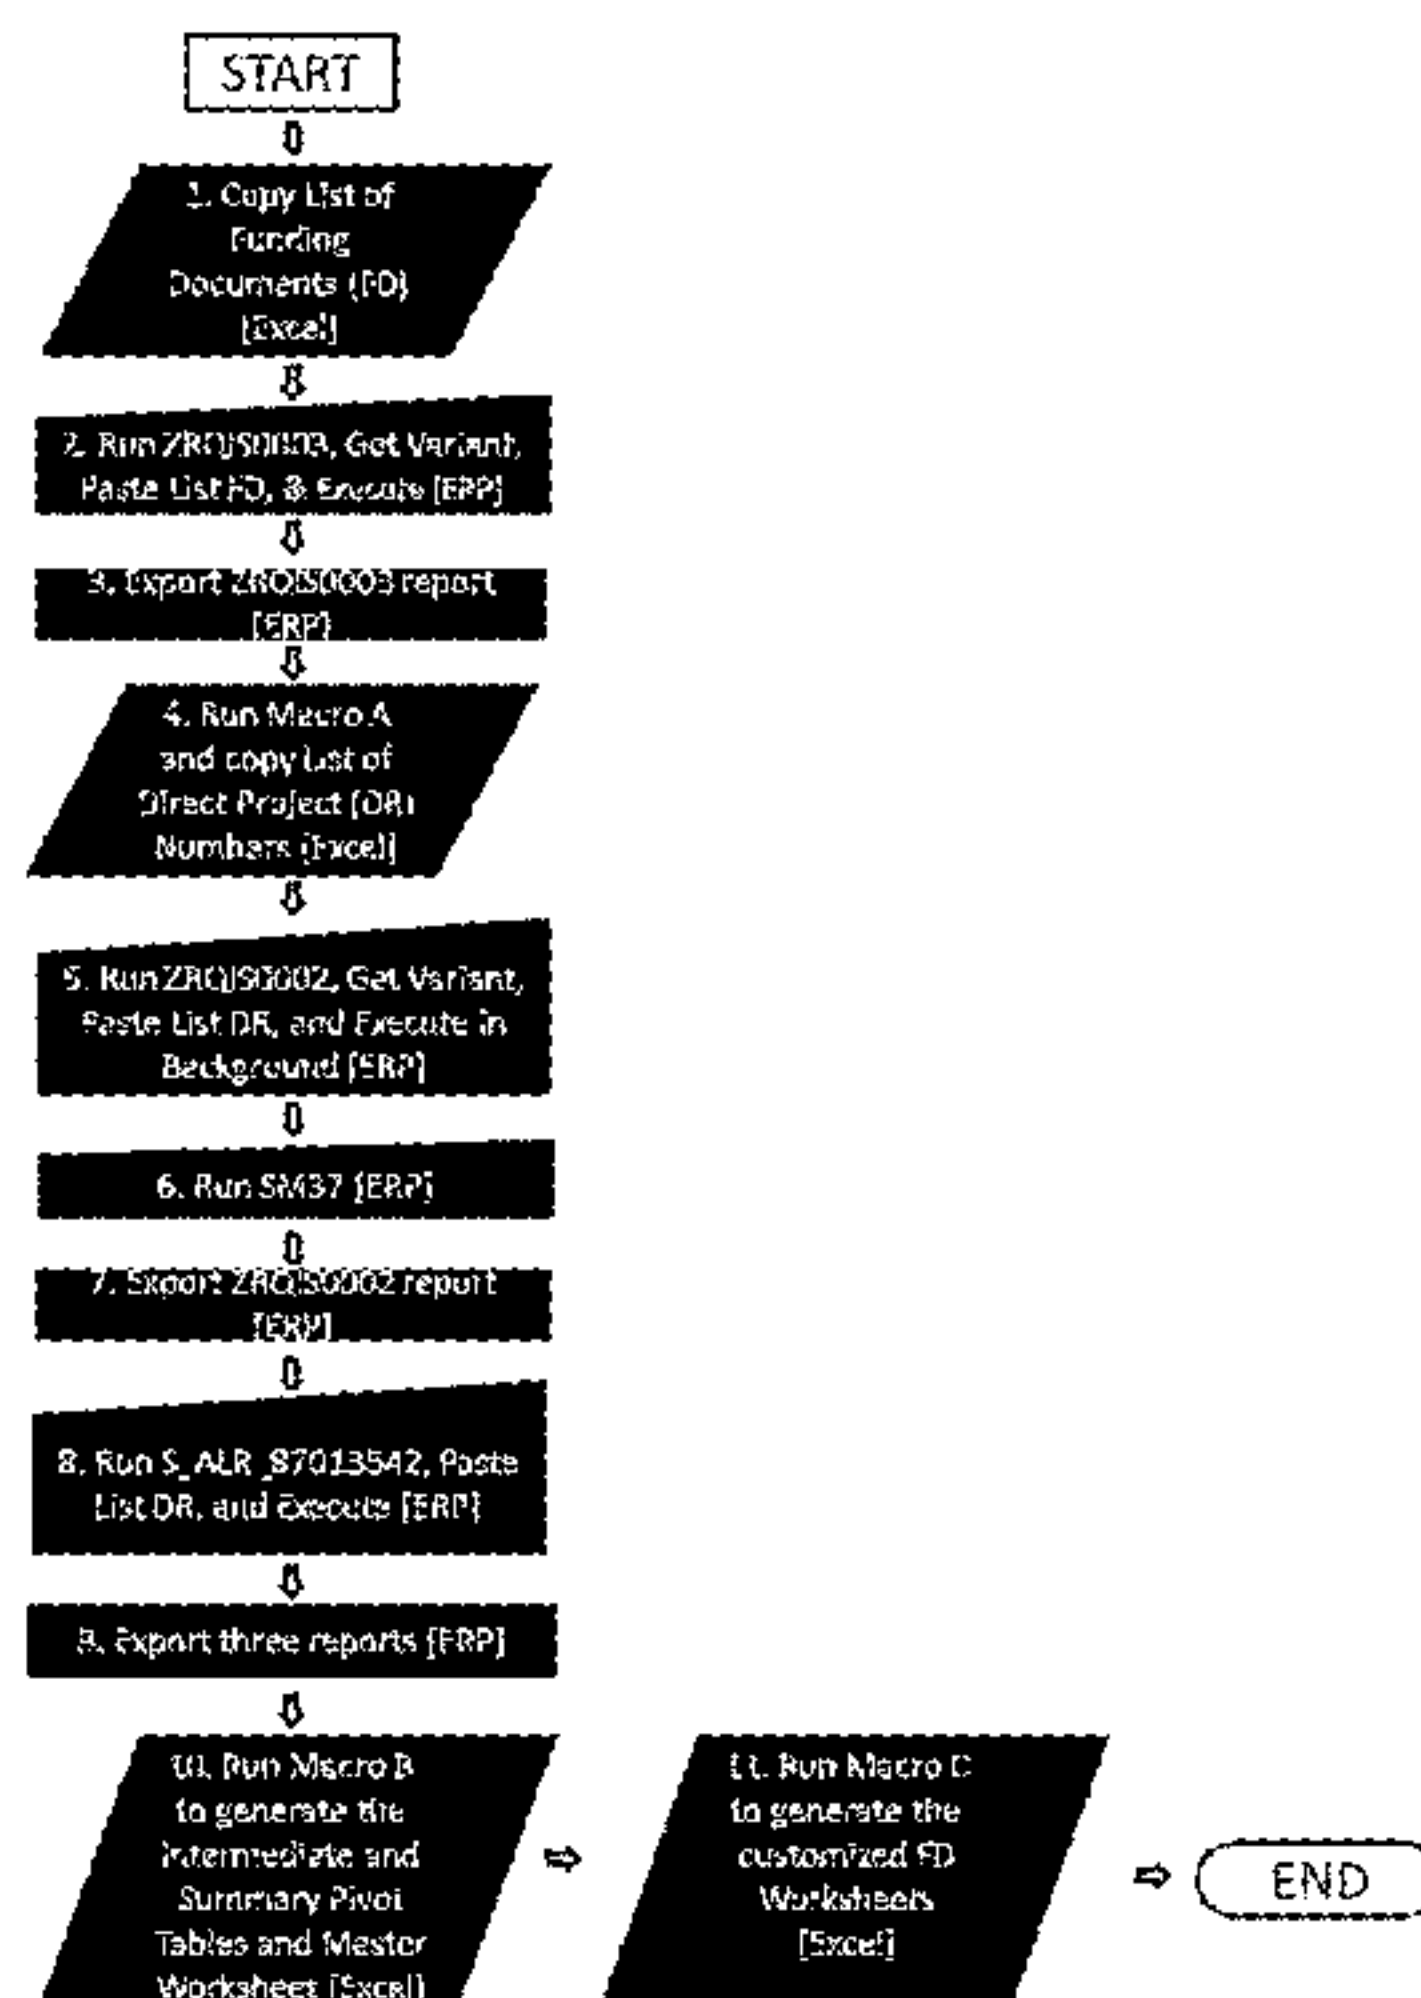 START
1. Copy List of
Funding
Documents (FD)
[Excel]
2. Run ZRQJS0003, Get Variant,
Paste List FD, & Execute [ERP]
3. Export ZRQJS0003 report
[ERP]
4. Run Macro A
and copy List of
Direct Project (DR)
Numbers [Excel]
5. Run ZRQJS0002, Get Variant,
Paste List DR, and Execute in
Background [ERP]
6. Run SM37 [ERP]
7. Export ZRQJS0002 report
[ERP]
8. Run S_ALR_87013542, Paste
List DR, and Execute [ERP]
9. Export three reports [ERP]
10. Run Macro B
to generate the
Intermediate and
Summary Pivot
Tables and Master
Worksheet [Excel]
11. Run Macro C
to generate the
customized FD
Worksheets
[Excel]
END